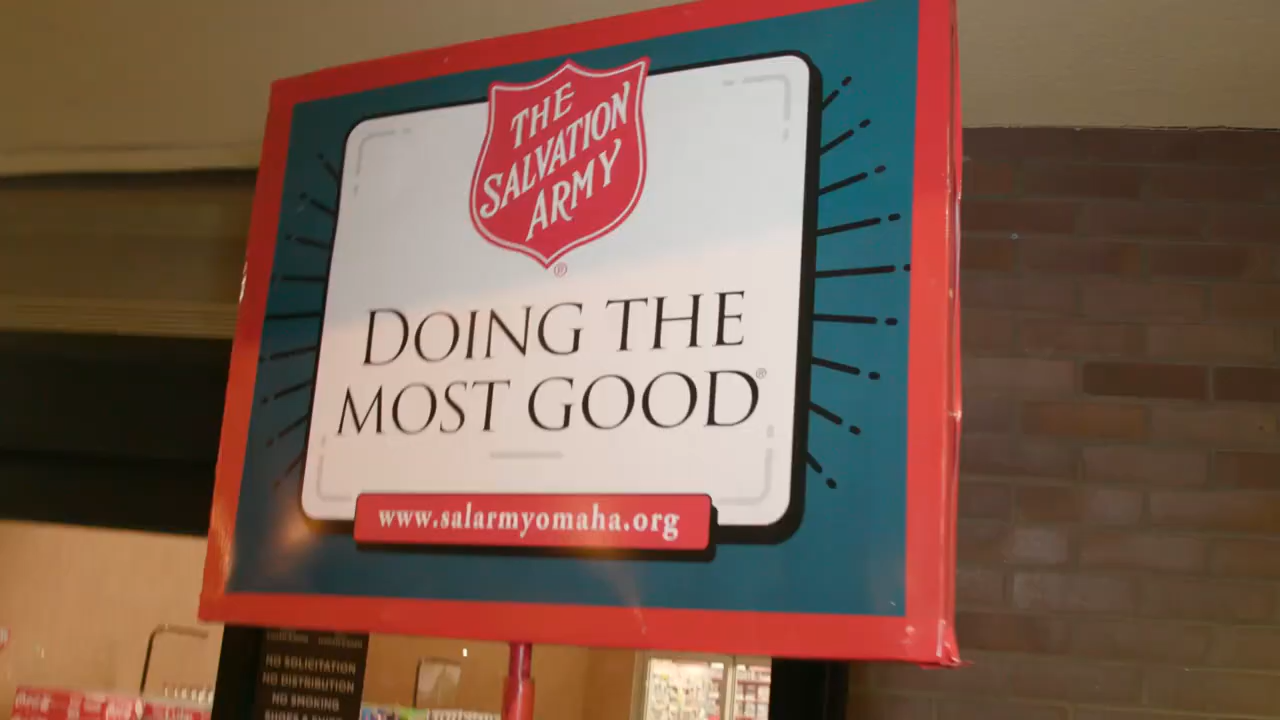 THE
SALVATION
ARMY
®
DOING THE
MOST GOOD®
www.salarmyomaha.org
NO SOLICITATION
NO DISTRIBUTION
NO SMOKING